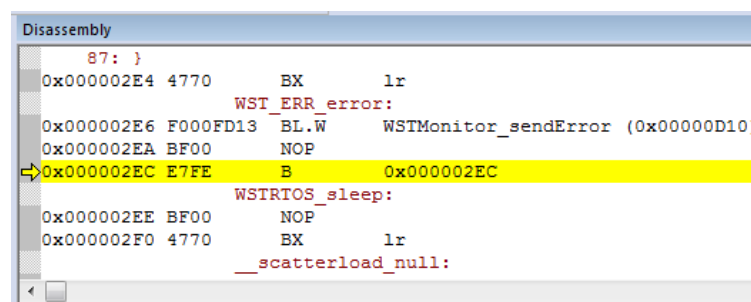 Disassembly
87: }
0x000002E4 4770 BX lr
WST_ERR_error:
0x000002E6 F000FD13 BL.W WSTMonitor_sendError (0x00000D10)
0x000002EA BF00 NOP
0x000002EC E7FE B 0x000002EC
WSTRTOS_sleep:
0x000002EE BF00 NOP
0x000002F0 4770 BX lr
__scatterload_null: